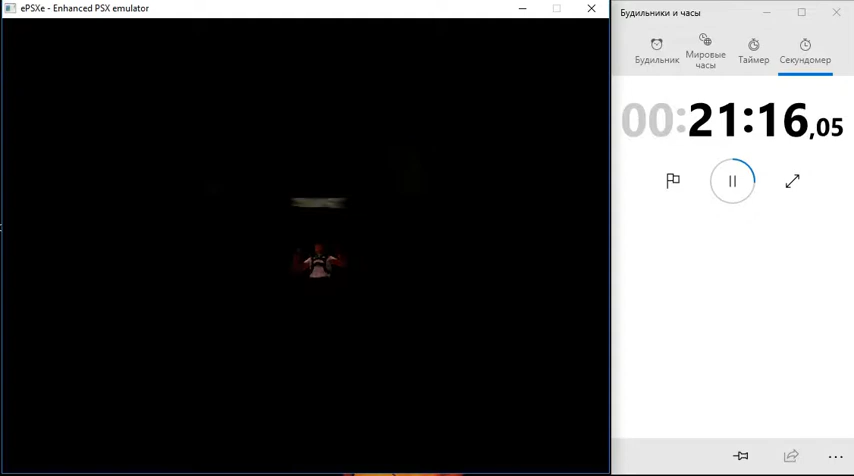 ePSXe - Enhanced PSX emulator
Будильники и часы
Будильник
Мировые
часы
Таймер
Секундомер
00:21:16,05